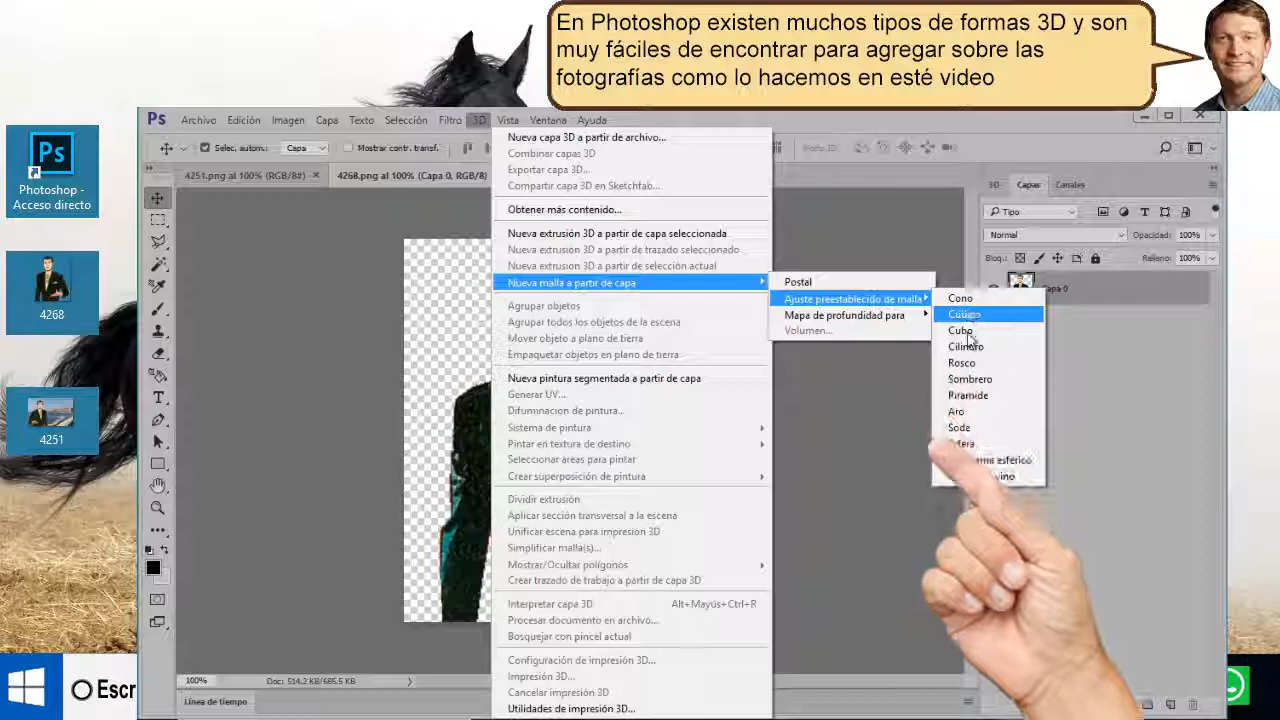 En Photoshop existen muchos tipos de formas 3D y son
muy fáciles de encontrar para agregar sobre las
fotografías como lo hacemos en esté video
Ps Archivo Edición Imagen Capa Texto Selección Filtro 3D Vista Ventana Ayuda
Selec. autom.: Capa Mostrar contr. transf.
4251.png al 100% (RGB/8#) × 4268.png al 100% (Capa 0, RGB/8)
Nueva capa 3D a partir de archivo...
Combinar capas 3D
Exportar capa 3D...
Compartir capa 3D en Sketchfab...
Obtener más contenido...
Nueva extrusión 3D a partir de capa seleccionada
Nueva extrusión 3D a partir de trazado seleccionado
Nueva extrusión 3D a partir de selección actual
Nueva malla a partir de capa
Agrupar objetos
Agrupar todos los objetos de la escena
Mover objeto a plano de tierra
Empaquetar objetos en plano de tierra
Nueva pintura segmentada a partir de capa
Generar UV...
Difuminación de pintura...
Sistema de pintura
Pintar en textura de destino
Seleccionar áreas para pintar
Crear superposición de pintura
Dividir extrusión
Aplicar sección transversal a la escena
Unificar escena para impresión 3D
Simplificar malla(s)...
Mostrar/Ocultar polígonos
Crear trazado de trabajo a partir de capa 3D
Interpretar capa 3D Alt+Mayús+Ctrl+R
Procesar documento en archivo...
Bosquejar con pincel actual
Configuración de impresión 3D...
Impresión 3D...
Cancelar impresión 3D
Utilidades de impresión 3D...
Postal
Ajuste preestablecido de malla
Mapa de profundidad para
Volumen...
Cono
Cubo
Cilindro
Rosco
Sombrero
Pirámide
Aro
esférico
vino
3D Capas Canales
Tipo
Normal Opacidad: 100%
Bloq.: Relleno: 100%
Capa 0
100% Doc: 514.2 KB/685.5 KB
Línea de tiempo
Ps
Photoshop -
Acceso directo
4268
4251
Escr